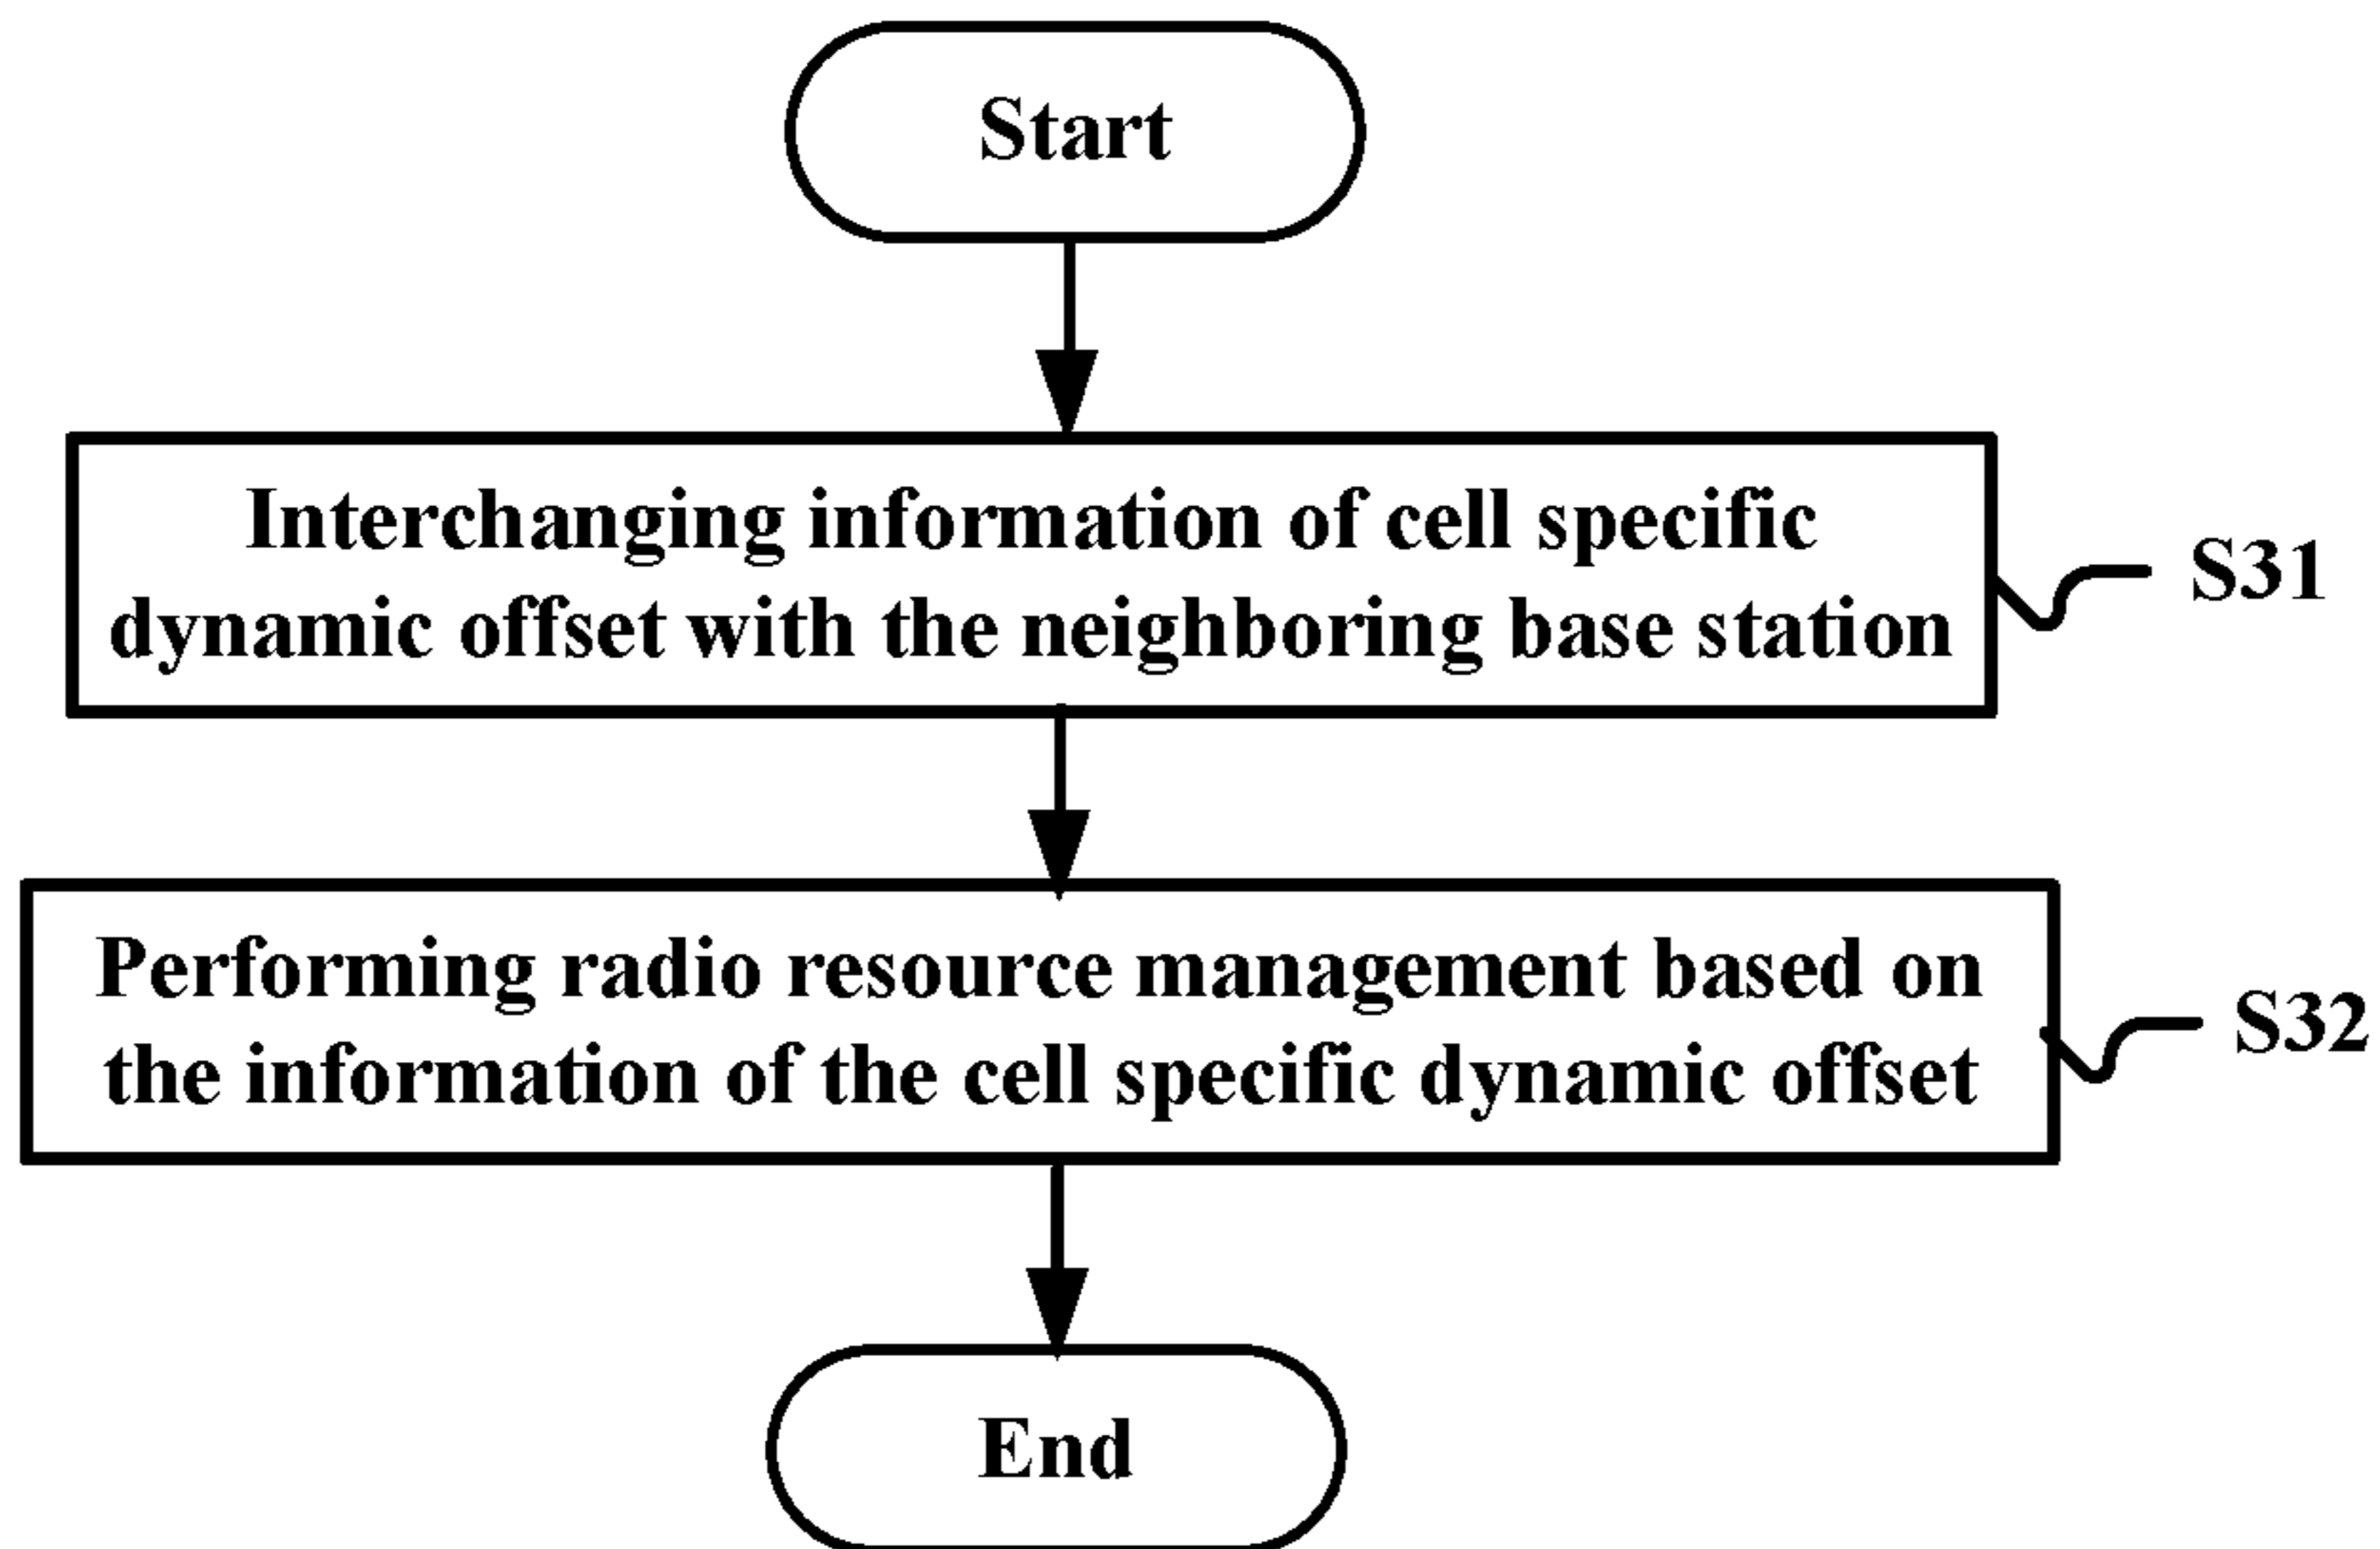 Start
Interchanging information of cell specific
dynamic offset with the neighboring base station
S31
Performing radio resource management based on
the information of the cell specific dynamic offset
S32
End